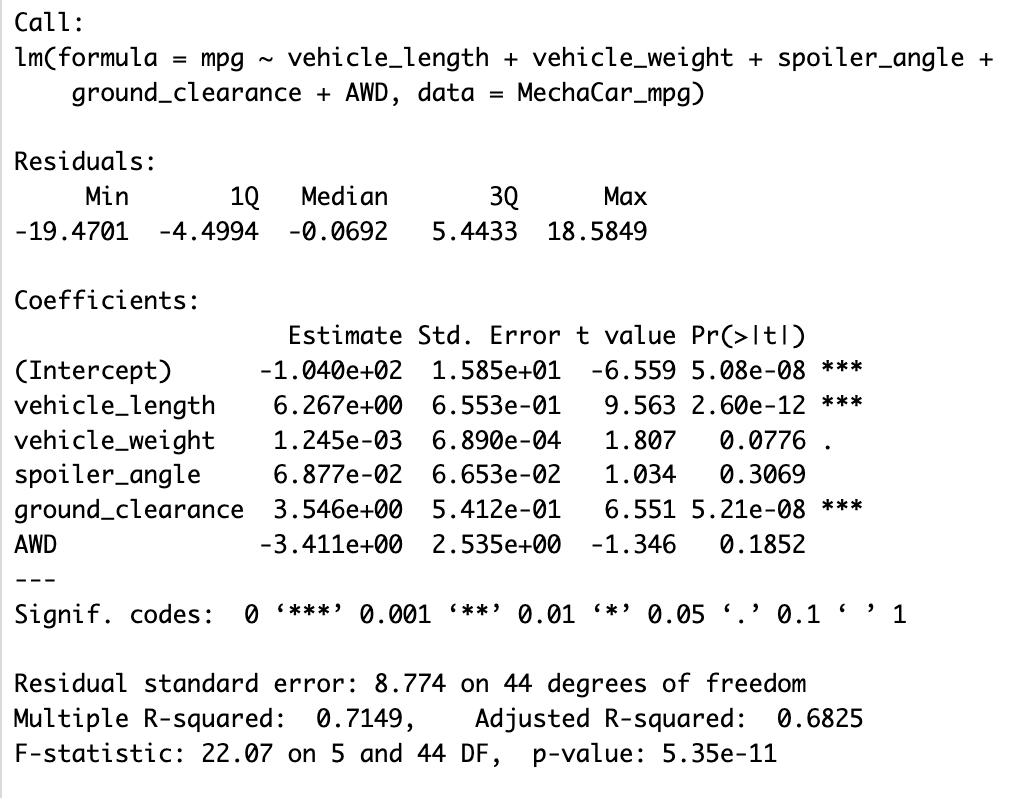 Call:
lm(formula = mpg ~ vehicle_length + vehicle_weight + spoiler_angle +
    ground_clearance + AWD, data = MechaCar_mpg)

Residuals:
     Min       1Q   Median       3Q      Max
-19.4701  -4.4994  -0.0692   5.4433  18.5849

Coefficients:
                   Estimate Std. Error t value Pr(>|t|)
(Intercept)      -1.040e+02  1.585e+01  -6.559 5.08e-08 ***
vehicle_length    6.267e+00  6.553e-01   9.563 2.60e-12 ***
vehicle_weight    1.245e-03  6.890e-04   1.807   0.0776 .
spoiler_angle     6.877e-02  6.653e-02   1.034   0.3069
ground_clearance  3.546e+00  5.412e-01   6.551 5.21e-08 ***
AWD              -3.411e+00  2.535e+00  -1.346   0.1852
---
Signif. codes:  0 ‘***’ 0.001 ‘**’ 0.01 ‘*’ 0.05 ‘.’ 0.1 ‘ ’ 1

Residual standard error: 8.774 on 44 degrees of freedom
Multiple R-squared:  0.7149,    Adjusted R-squared:  0.6825
F-statistic: 22.07 on 5 and 44 DF,  p-value: 5.35e-11